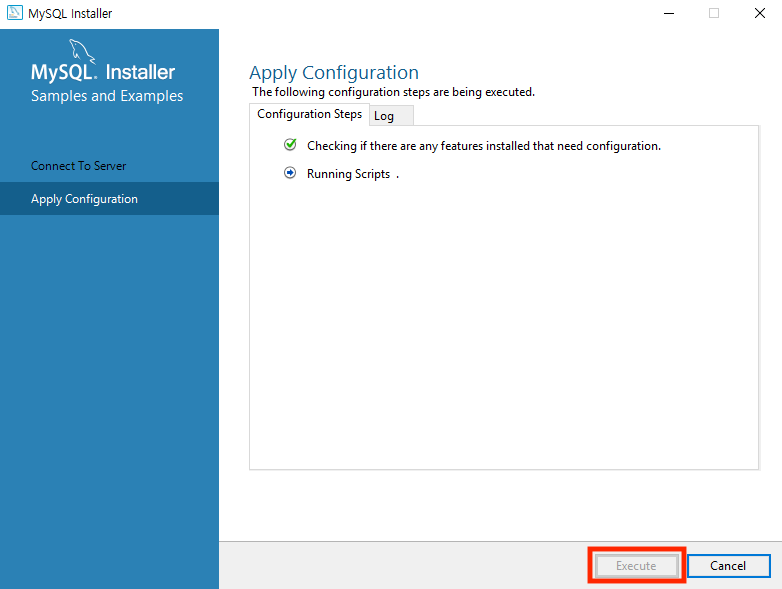 MySQL Installer
MySQL. Installer
Samples and Examples
Connect To Server
Apply Configuration
Apply Configuration
The following configuration steps are being executed.
Configuration Steps
Log
Checking if there are any features installed that need configuration.
Running Scripts .
Execute
Cancel